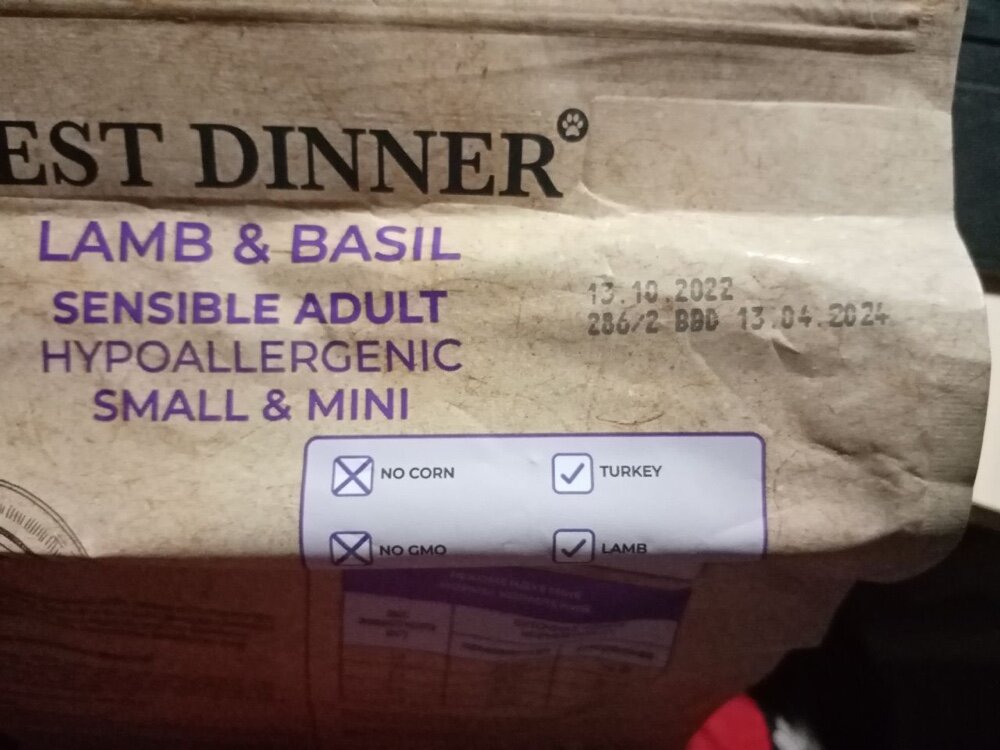 EST DINNER
LAMB & BASIL
SENSIBLE ADULT
HYPOALLERGENIC
SMALL & MINI
13.10.2022
286/2 BBD 13.04.2024
NO CORN
TURKEY
NO GMO
LAMB